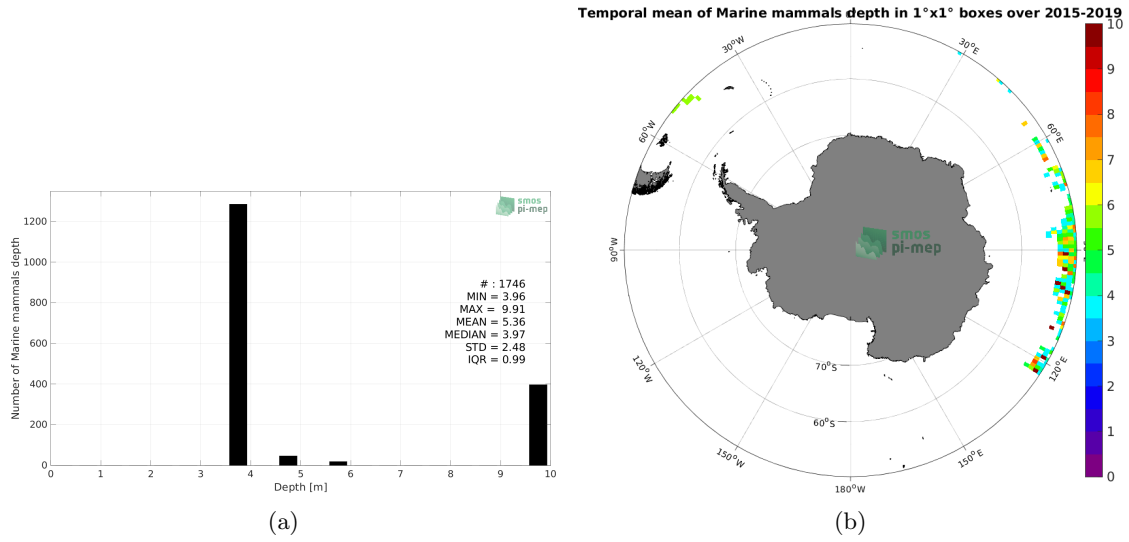 Temporal mean of Marine mammals depth in 1°x1° boxes over 2015-2019
Number of Marine mammals depth
1200
1000
800
600
400
200
0
smos
pi-mep
# : 1746
MIN = 3.96
MAX = 9.91
MEAN = 5.36
MEDIAN = 3.97
STD = 2.48
IQR = 0.99
0 1 2 3 4 5 6 7 8 9 10
Depth [m]
(a)
30°W
30°E
60°W
60°E
90°W
120°W
120°E
150°W
150°E
180°W
70°S
60°S
smos
pi-mep
10
9
8
7
6
5
4
3
2
1
0
(b)